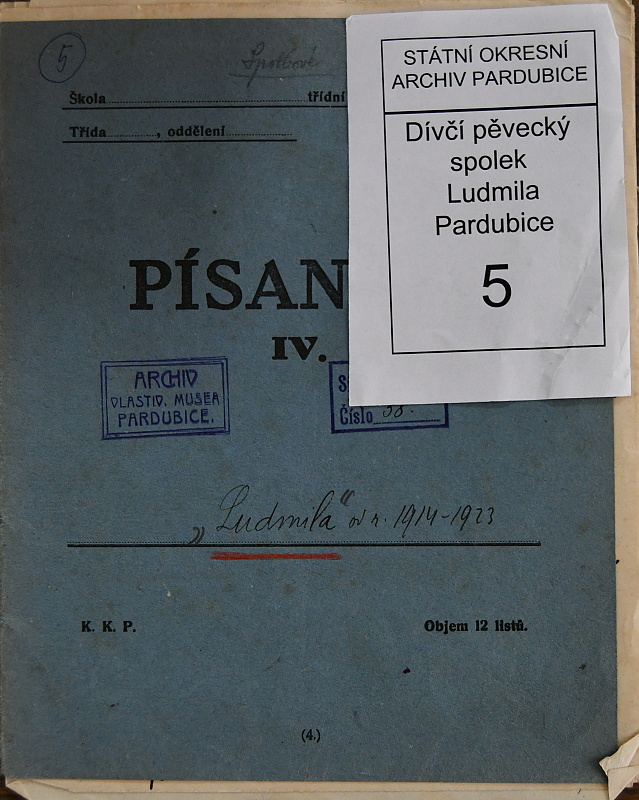 5
Spolkové
Škola třídní
Třída, oddělení
STÁTNÍ OKRESNÍ
ARCHIV PARDUBICE
Dívčí pěvecký
spolek
Ludmila
Pardubice
5
PÍSAN
IV.
ARCHIV
VLASTIV. MUSEA
PARDUBICE.
S
Číslo 38.
„Ludmila“ od r. 1914-1923
K. K. P.
Objem 12 listů.
(4.)